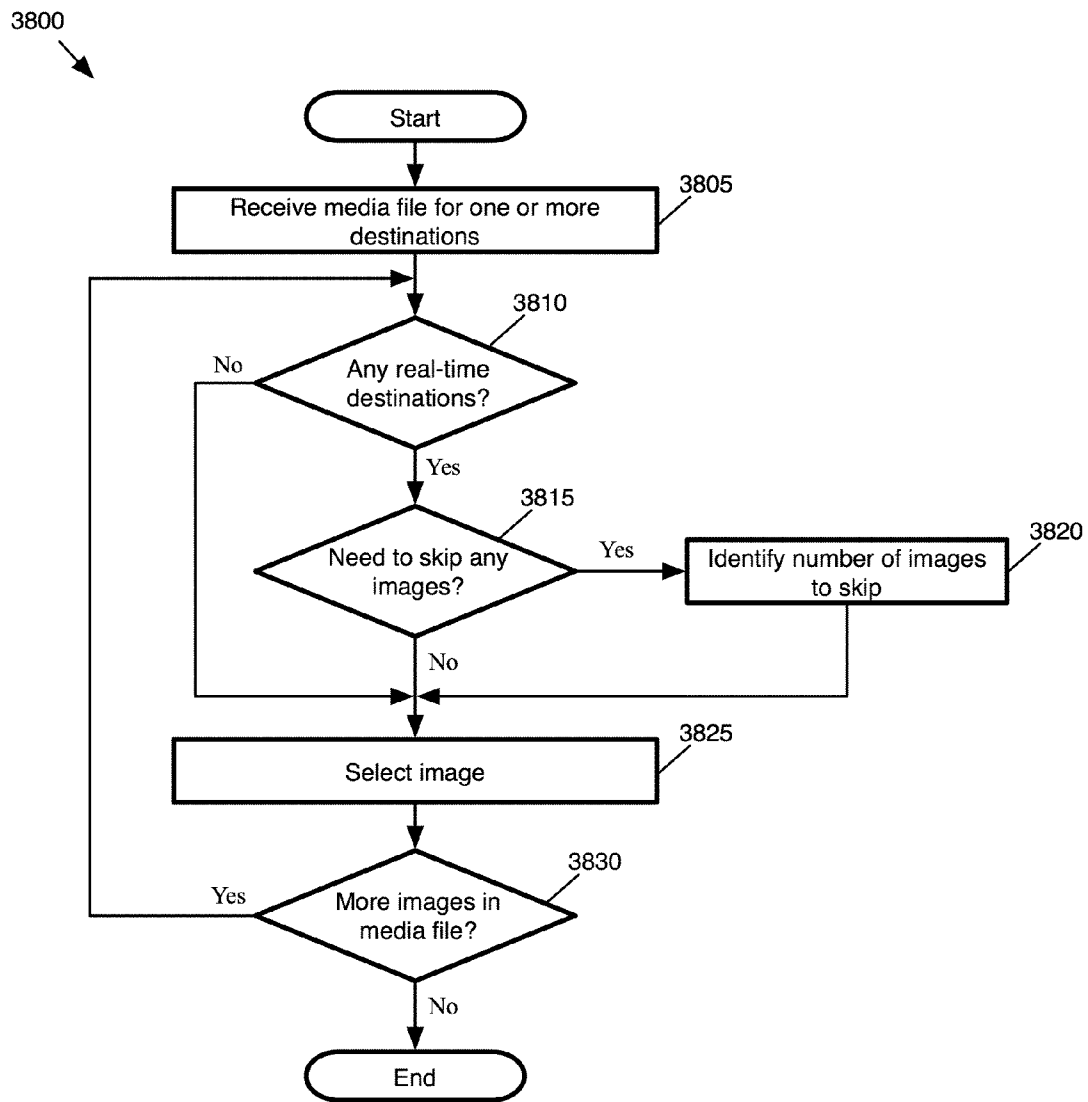 3800
Start
3805
Receive media file for one or more
destinations
3810
No
Any real-time
destinations?
Yes
3815
Need to skip any
images?
Yes
3820
Identify number of images
to skip
No
3825
Select image
3830
Yes
More images in
media file?
No
End